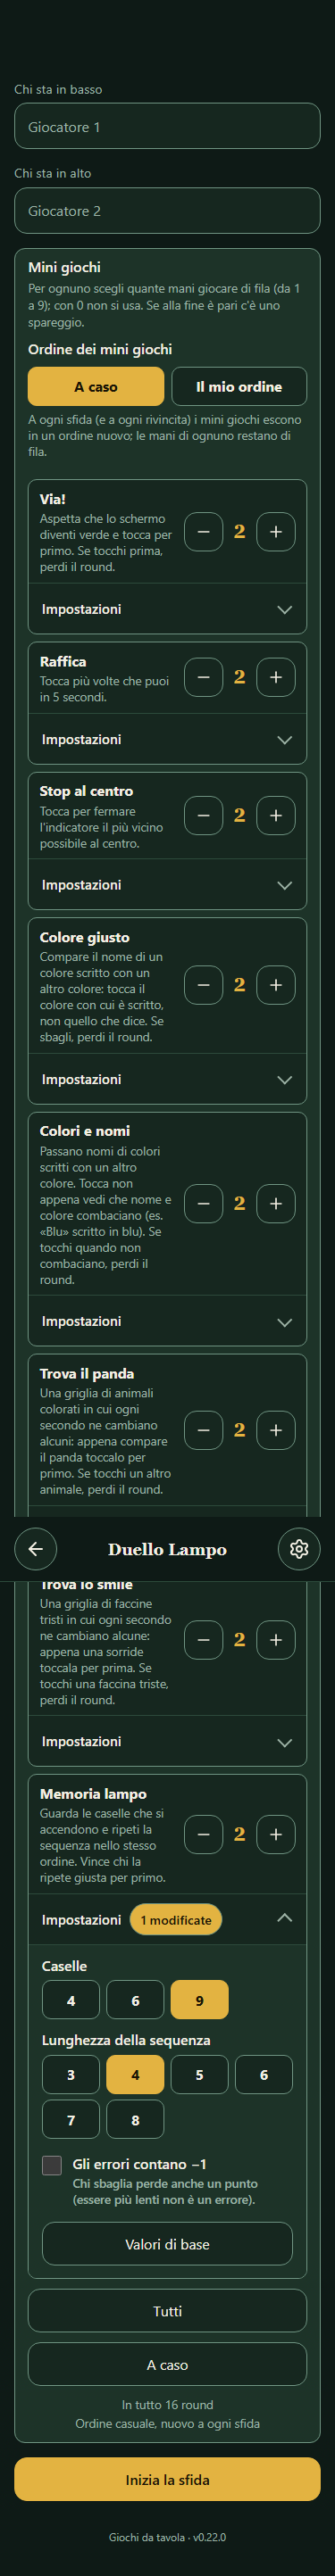 Chi sta in basso
Giocatore 1
Chi sta in alto
Giocatore 2
Mini giochi
Per ognuno scegli quante mani giocare di fila (da 1
a 9); con 0 non si usa. Se alla fine è pari c'è uno
spareggio.
Ordine dei mini giochi
A caso
Il mio ordine
A ogni sfida (e a ogni rivincita) i mini giochi escono
in un ordine nuovo; le mani di ognuno restano di
fila.
Via!
Aspetta che lo schermo
diventi verde e tocca per
primo. Se tocchi prima,
perdi il round.
− 2 +
Impostazioni
Raffica
Tocca più volte che puoi
in 5 secondi.
− 2 +
Impostazioni
Stop al centro
Tocca per fermare
l'indicatore il più vicino
possibile al centro.
− 2 +
Impostazioni
Colore giusto
Compare il nome di un
colore scritto con un
altro colore: tocca il
colore con cui è scritto,
non quello che dice. Se
sbagli, perdi il round.
− 2 +
Impostazioni
Colori e nomi
Passano nomi di colori
scritti con un altro
colore. Tocca non
appena vedi che nome e
colore combaciano (es.
«Blu» scritto in blu). Se
tocchi quando non
combaciano, perdi il
round.
− 2 +
Impostazioni
Trova il panda
Una griglia di animali
colorati in cui ogni
secondo ne cambiano
alcuni: appena compare
il panda toccalo per
primo. Se tocchi un altro
animale, perdi il round.
− 2 +
Duello Lampo
Trova lo smile
Una griglia di faccine
tristi in cui ogni secondo
ne cambiano alcune:
appena una sorride
toccala per prima. Se
tocchi una faccina triste,
perdi il round.
− 2 +
Impostazioni
Memoria lampo
Guarda le caselle che si
accendono e ripeti la
sequenza nello stesso
ordine. Vince chi la
ripete giusta per primo.
− 2 +
Impostazioni 1 modificate
Caselle
4 6 9
Lunghezza della sequenza
3 4 5 6
7 8
Gli errori contano −1
Chi sbaglia perde anche un punto
(essere più lenti non è un errore).
Valori di base
Tutti
A caso
In tutto 16 round
Ordine casuale, nuovo a ogni sfida
Inizia la sfida
Giochi da tavola · v0.22.0